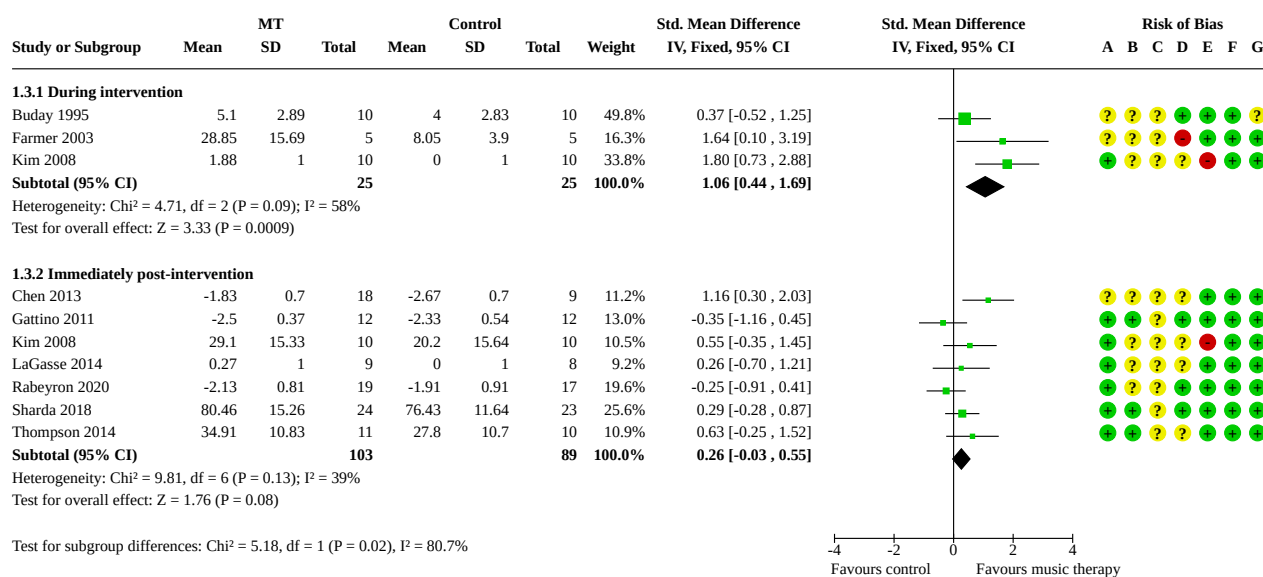 MT Control Std. Mean Difference Std. Mean Difference Risk of Bias
Study or Subgroup Mean SD Total Mean SD Total Weight IV, Fixed, 95% CI IV, Fixed, 95% CI A B C D E F G
1.3.1 During intervention
Buday 1995 5.1 2.89 10 4 2.83 10 49.8% 0.37 [-0.52 , 1.25] ? ? ? + + + ?
Farmer 2003 28.85 15.69 5 8.05 3.9 5 16.3% 1.64 [0.10 , 3.19] ? ? ? - + + +
Kim 2008 1.88 1 10 0 1 10 33.8% 1.80 [0.73 , 2.88] + ? ? ? - + +
Subtotal (95% CI) 25 25 100.0% 1.06 [0.44 , 1.69]
Heterogeneity: Chi² = 4.71, df = 2 (P = 0.09); I² = 58%
Test for overall effect: Z = 3.33 (P = 0.0009)
1.3.2 Immediately post-intervention
Chen 2013 -1.83 0.7 18 -2.67 0.7 9 11.2% 1.16 [0.30 , 2.03] ? ? ? ? + + +
Gattino 2011 -2.5 0.37 12 -2.33 0.54 12 13.0% -0.35 [-1.16 , 0.45] + + ? + + + +
Kim 2008 29.1 15.33 10 20.2 15.64 10 10.5% 0.55 [-0.35 , 1.45] + ? ? ? - + +
LaGasse 2014 0.27 1 9 0 1 8 9.2% 0.26 [-0.70 , 1.21] + ? ? ? + + +
Rabeyron 2020 -2.13 0.81 19 -1.91 0.91 17 19.6% -0.25 [-0.91 , 0.41] + ? ? + + + +
Sharda 2018 80.46 15.26 24 76.43 11.64 23 25.6% 0.29 [-0.28 , 0.87] + + ? + + + +
Thompson 2014 34.91 10.83 11 27.8 10.7 10 10.9% 0.63 [-0.25 , 1.52] + + ? ? + + +
Subtotal (95% CI) 103 89 100.0% 0.26 [-0.03 , 0.55]
Heterogeneity: Chi² = 9.81, df = 6 (P = 0.13); I² = 39%
Test for overall effect: Z = 1.76 (P = 0.08)
Test for subgroup differences: Chi² = 5.18, df = 1 (P = 0.02), I² = 80.7%
-4 -2 0 2 4
Favours control Favours music therapy